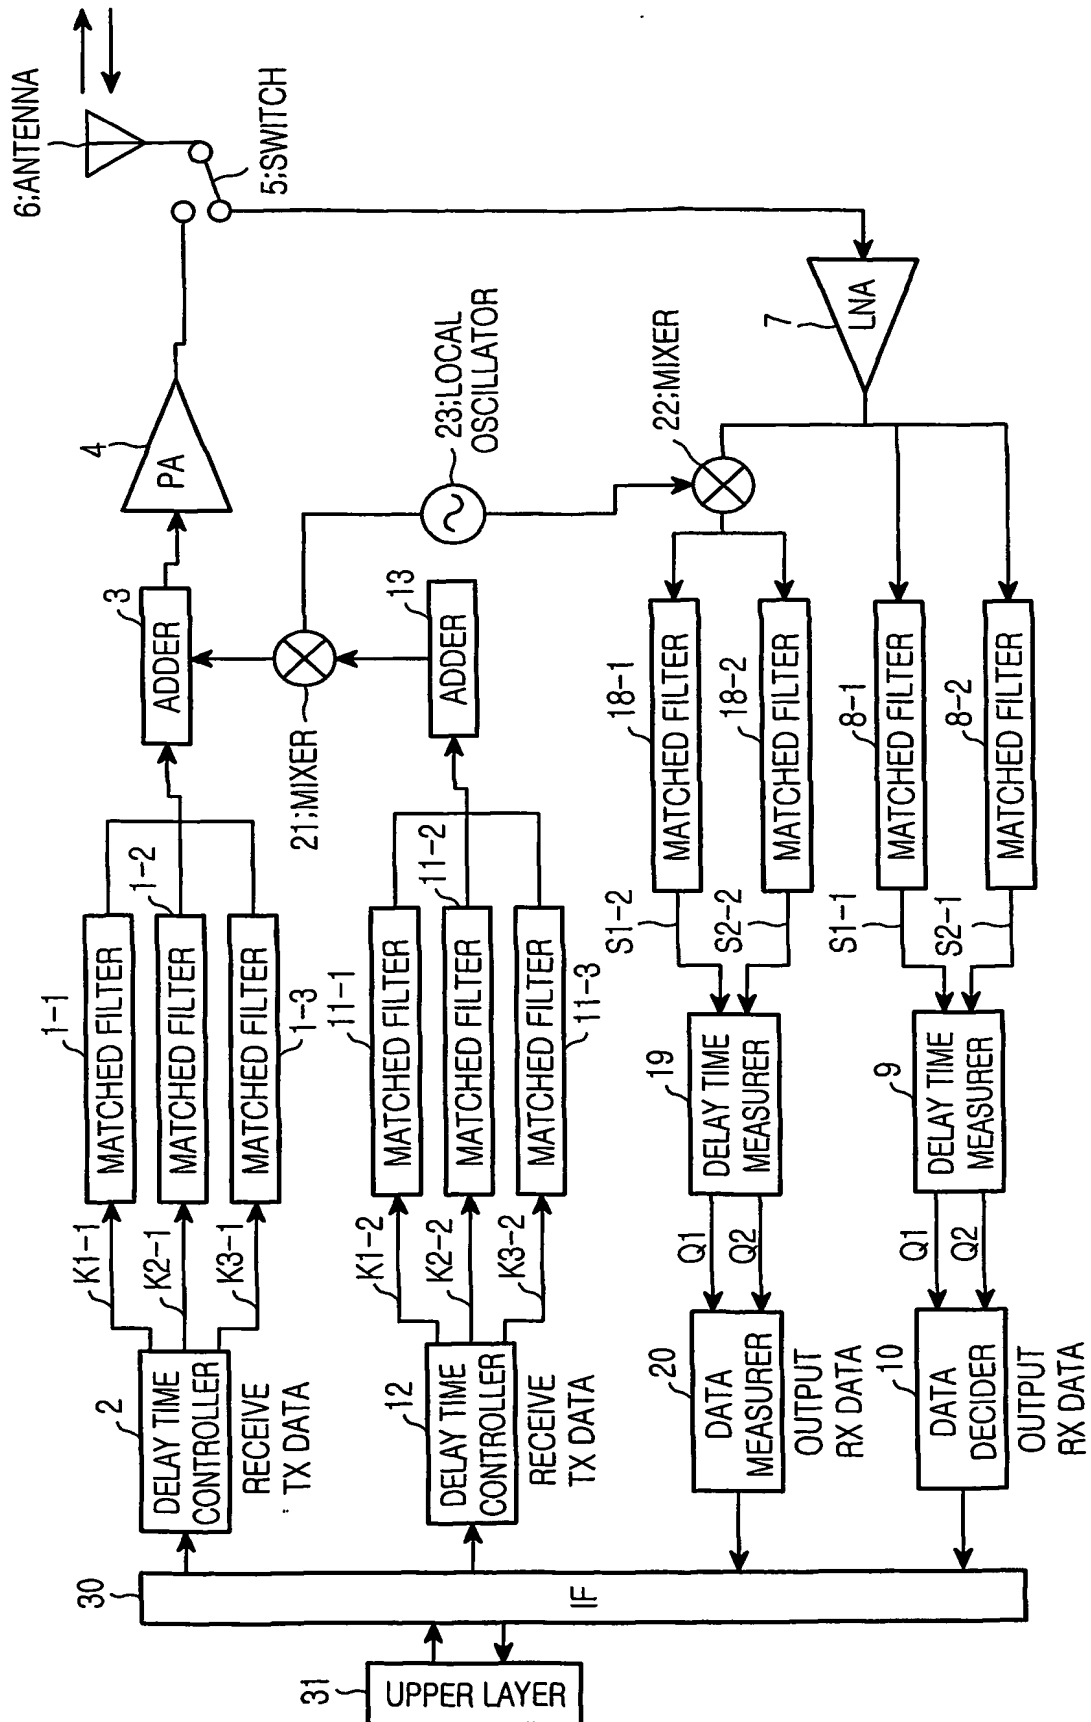 6;ANTENNA
5;SWITCH
4
PA
3
ADDER
23;LOCAL
OSCILLATOR
22;MIXER
7
LNA
21;MIXER
13
ADDER
1-1
MATCHED FILTER
1-2
MATCHED FILTER
1-3
MATCHED FILTER
11-1
MATCHED FILTER
11-2
MATCHED FILTER
11-3
MATCHED FILTER
18-1
MATCHED FILTER
18-2
MATCHED FILTER
8-1
MATCHED FILTER
8-2
MATCHED FILTER
K1-1
K2-1
K3-1
K1-2
K2-2
K3-2
S1-2
S2-2
S1-1
S2-1
2
DELAY TIME
CONTROLLER
RECEIVE
TX DATA
12
DELAY TIME
CONTROLLER
RECEIVE
TX DATA
19
DELAY TIME
MEASURER
9
DELAY TIME
MEASURER
Q1
Q2
Q1
Q2
20
DATA
MEASURER
OUTPUT
RX DATA
10
DATA
DECIDER
OUTPUT
RX DATA
30
IF
31
UPPER LAYER